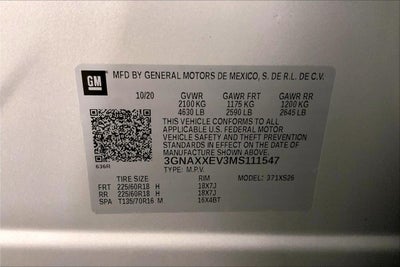 GM
MFD BY GENERAL MOTORS DE MEXICO, S. DE R.L. DE C.V.
10/20 GVWR GAWR FRT GAWR RR
2100 KG 1175 KG 1200 KG
4630 LB 2590 LB 2645 LB
THIS VEHICLE CONFORMS TO ALL
APPLICABLE U.S. FEDERAL MOTOR
VEHICLE SAFETY AND THEFT PREVENTION
STANDARDS IN EFFECT ON THE DATE OF
MANUFACTURE SHOWN ABOVE.
636R
3GNAXXEV3MS111547
TYPE: M.P.V. MODEL: 371XS26
TIRE SIZE RIM
FRT 225/60R18 H 18X7J
RR 225/60R18 H 18X7J
SPA T135/70R16 M 16X4BT